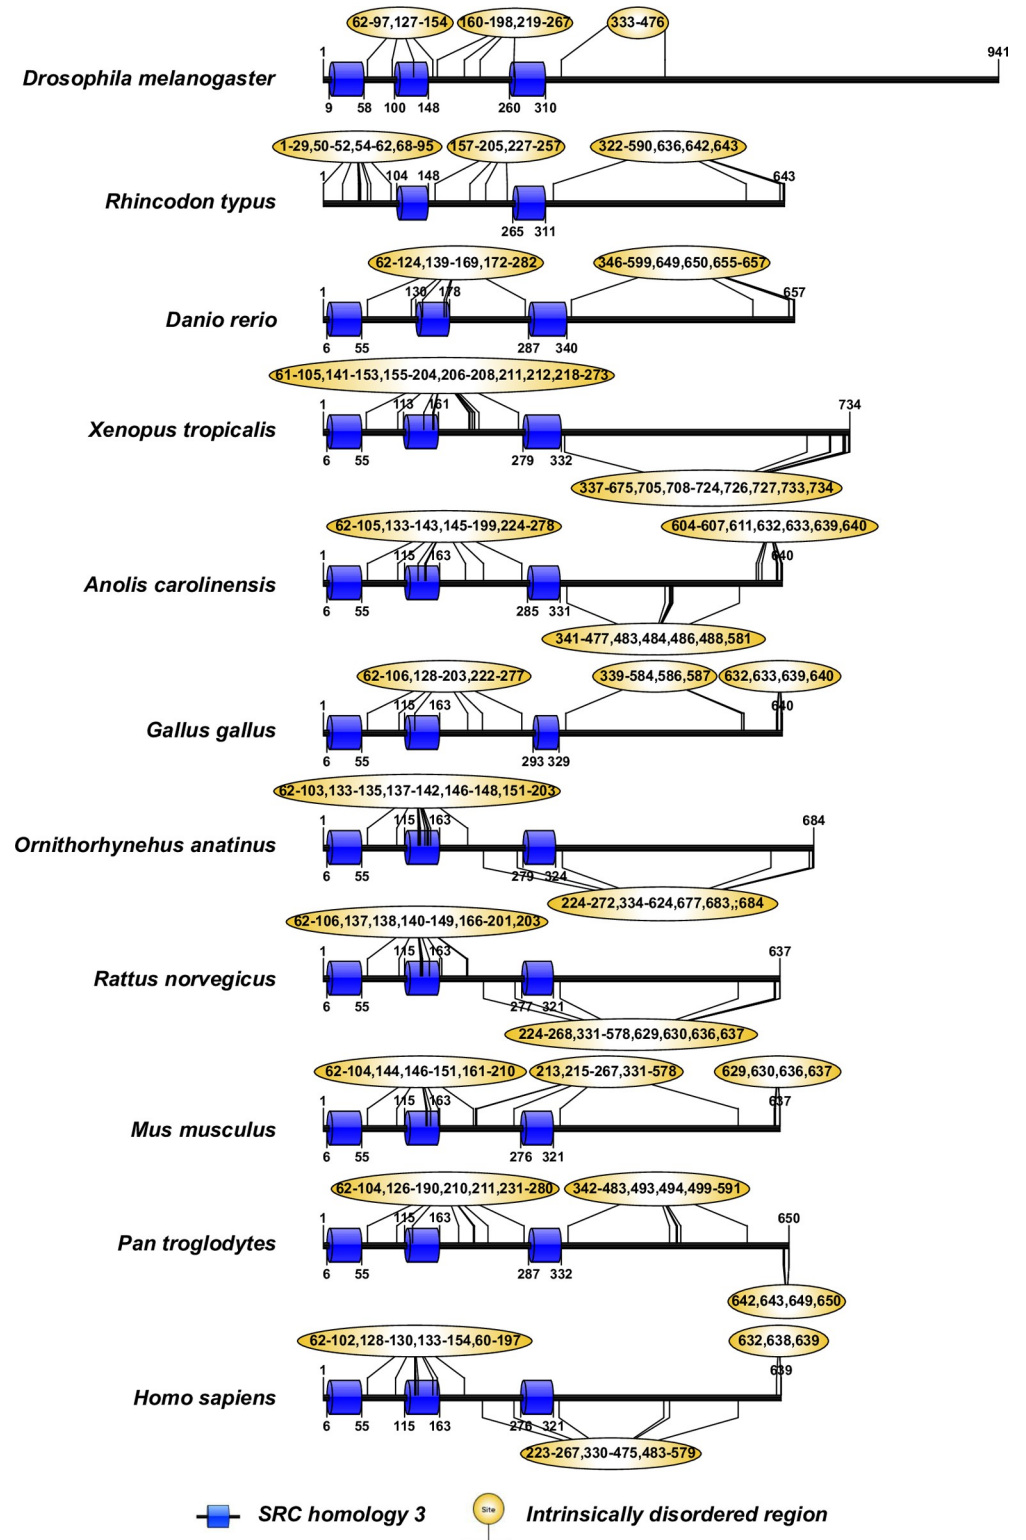 62-97,127-154 160-198,219-267 333-476
1 941
Drosophila melanogaster
9 58 100 148 260 310
1-29,50-52,54-62,68-95 157-205,227-257 322-590,636,642,643
1 104 148 643
Rhincodon typus
265 311
62-124,139-169,172-282 346-599,649,650,655-657
1 130 178 657
Danio rerio
6 55 287 340
61-105,141-153,155-204,206-208,211,212,218-273
1 113 161 734
Xenopus tropicalis
6 55 279 332
337-675,705,708-724,726,727,733,734
62-105,133-143,145-199,224-278 604-607,611,632,633,639,640
1 115 163 640
Anolis carolinensis
6 55 285 331
341-477,483,484,486,488,581
62-106,128-203,222-277 339-584,586,587 632,633,639,640
1 115 163 640
Gallus gallus
6 55 293 329
62-103,133-135,137-142,146-148,151-203
1 115 163 684
Ornithorhynehus anatinus
6 55 279 324
224-272,334-624,677,683,;684
62-106,137,138,140-149,166-201,203
1 115 163 637
Rattus norvegicus
6 55 277 321
224-268,331-578,629,630,636,637
62-104,144,146-151,161-210 213,215-267,331-578 629,630,636,637
1 115 163 637
Mus musculus
6 55 276 321
62-104,126-190,210,211,231-280 342-483,493,494,499-591
1 115 163 650
Pan troglodytes
6 55 287 332
642,643,649,650
62-102,128-130,133-154,60-197 632,638,639
1 639
Homo sapiens
6 55 115 163 276 321
223-267,330-475,483-579
SRC homology 3 Site Intrinsically disordered region